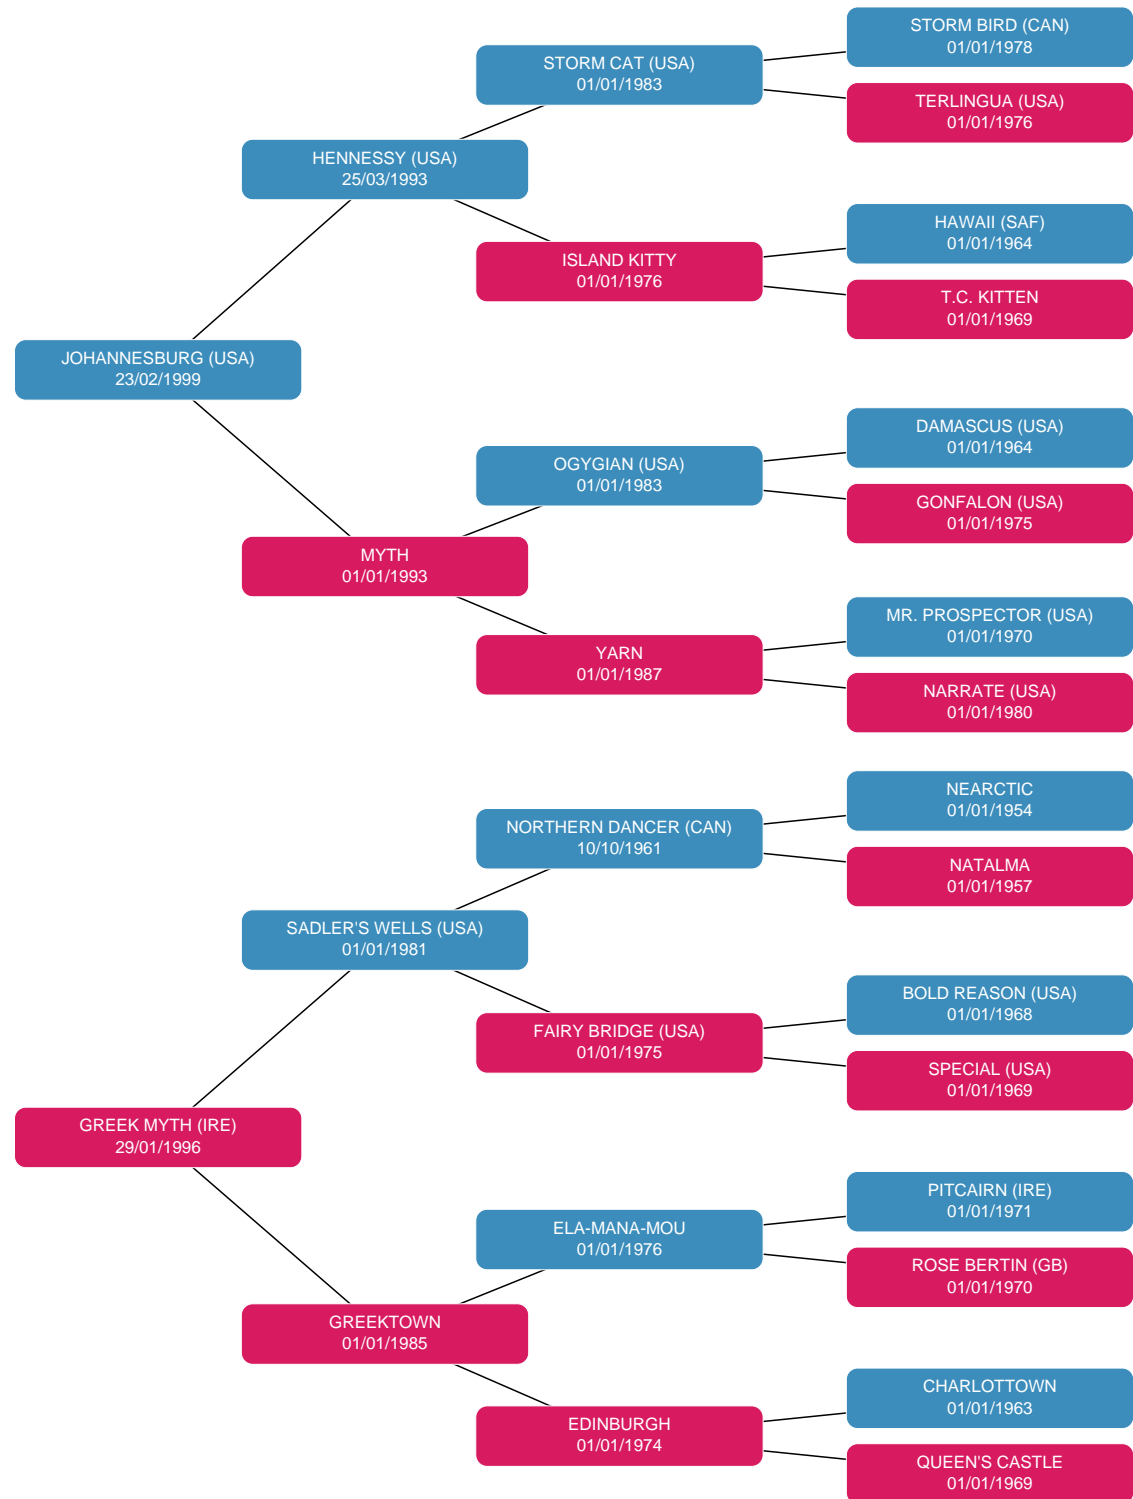 STORM BIRD (CAN)
01/01/1978
STORM CAT (USA)
01/01/1983
TERLINGUA (USA)
01/01/1976
HENNESSY (USA)
25/03/1993
HAWAII (SAF)
01/01/1964
ISLAND KITTY
01/01/1976
T.C. KITTEN
01/01/1969
JOHANNESBURG (USA)
23/02/1999
DAMASCUS (USA)
01/01/1964
OGYGIAN (USA)
01/01/1983
GONFALON (USA)
01/01/1975
MYTH
01/01/1993
MR. PROSPECTOR (USA)
01/01/1970
YARN
01/01/1987
NARRATE (USA)
01/01/1980
NEARCTIC
01/01/1954
NORTHERN DANCER (CAN)
10/10/1961
NATALMA
01/01/1957
SADLER'S WELLS (USA)
01/01/1981
BOLD REASON (USA)
01/01/1968
FAIRY BRIDGE (USA)
01/01/1975
SPECIAL (USA)
01/01/1969
GREEK MYTH (IRE)
29/01/1996
PITCAIRN (IRE)
01/01/1971
ELA-MANA-MOU
01/01/1976
ROSE BERTIN (GB)
01/01/1970
GREEKTOWN
01/01/1985
CHARLOTTOWN
01/01/1963
EDINBURGH
01/01/1974
QUEEN'S CASTLE
01/01/1969